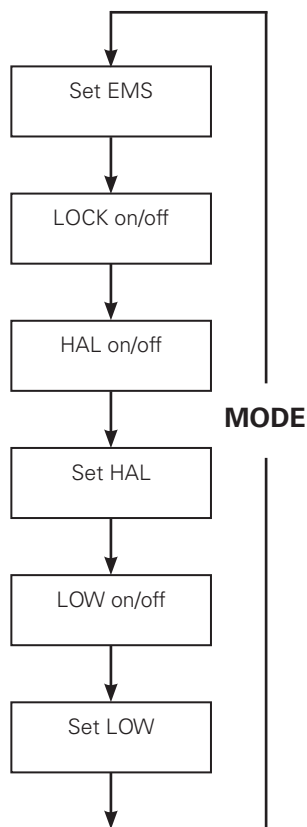 Set EMS
LOCK on/off
HAL on/off
MODE
Set HAL
LOW on/off
Set LOW